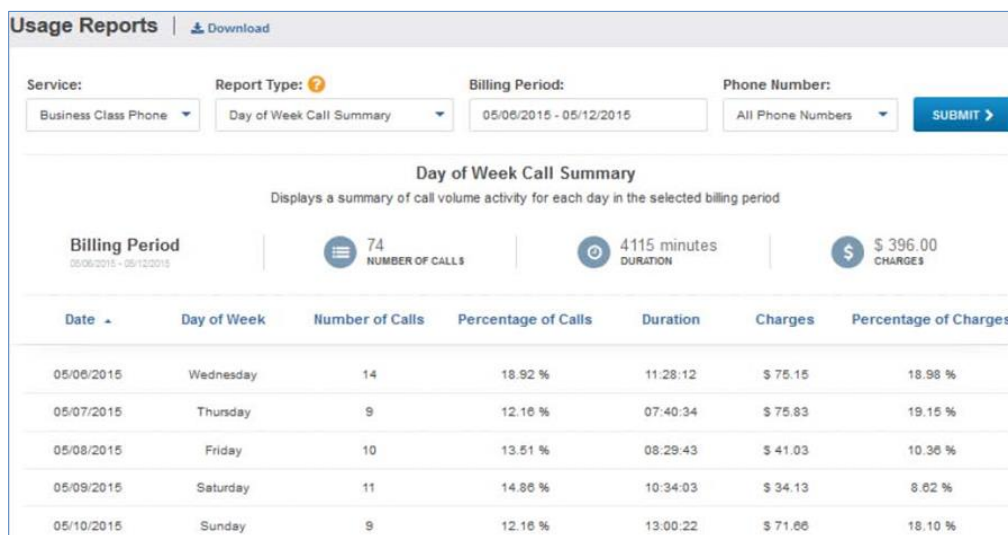 Usage Reports | Download
Service: Report Type: ? Billing Period: Phone Number:
Business Class Phone Day of Week Call Summary 05/06/2015 - 05/12/2015 All Phone Numbers SUBMIT
Day of Week Call Summary
Displays a summary of call volume activity for each day in the selected billing period
Billing Period 74 4115 minutes $ $ 396.00
05/06/2015 - 05/12/2015 NUMBER OF CALLS DURATION CHARGES
Date Day of Week Number of Calls Percentage of Calls Duration Charges Percentage of Charges
05/06/2015 Wednesday 14 18.92 % 11:28:12 $ 75.15 18.98 %
05/07/2015 Thursday 9 12.16 % 07:40:34 $ 75.83 19.15 %
05/08/2015 Friday 10 13.51 % 08:29:43 $ 41.03 10.36 %
05/09/2015 Saturday 11 14.86 % 10:34:03 $ 34.13 8.62 %
05/10/2015 Sunday 9 12.16 % 13:00:22 $ 71.66 18.10 %